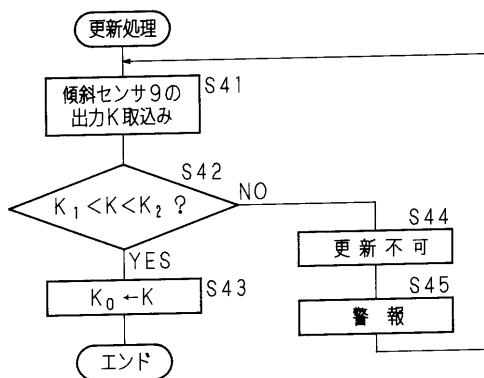 更新処理
傾斜センサ9の
出力K取込み
S41
S42
K₁<K<K₂ ?
NO
YES
S44
更新不可
S43
K₀←K
S45
警報
エンド